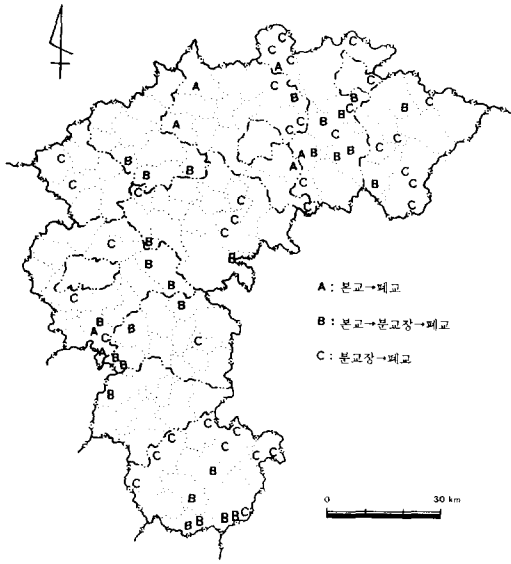 C
C C
C A C
C C
A C B
B B C B C
A C C B C C
C A A B B B C
C B B B C B C C
C C C
C C
C B C B
B
C B
B
B B C
A C
A B B
B
C C C
C C C C
C B
B
B B B B C
A : 본교→폐교
B : 본교→분교장→폐교
C : 분교장→폐교
0 30 km